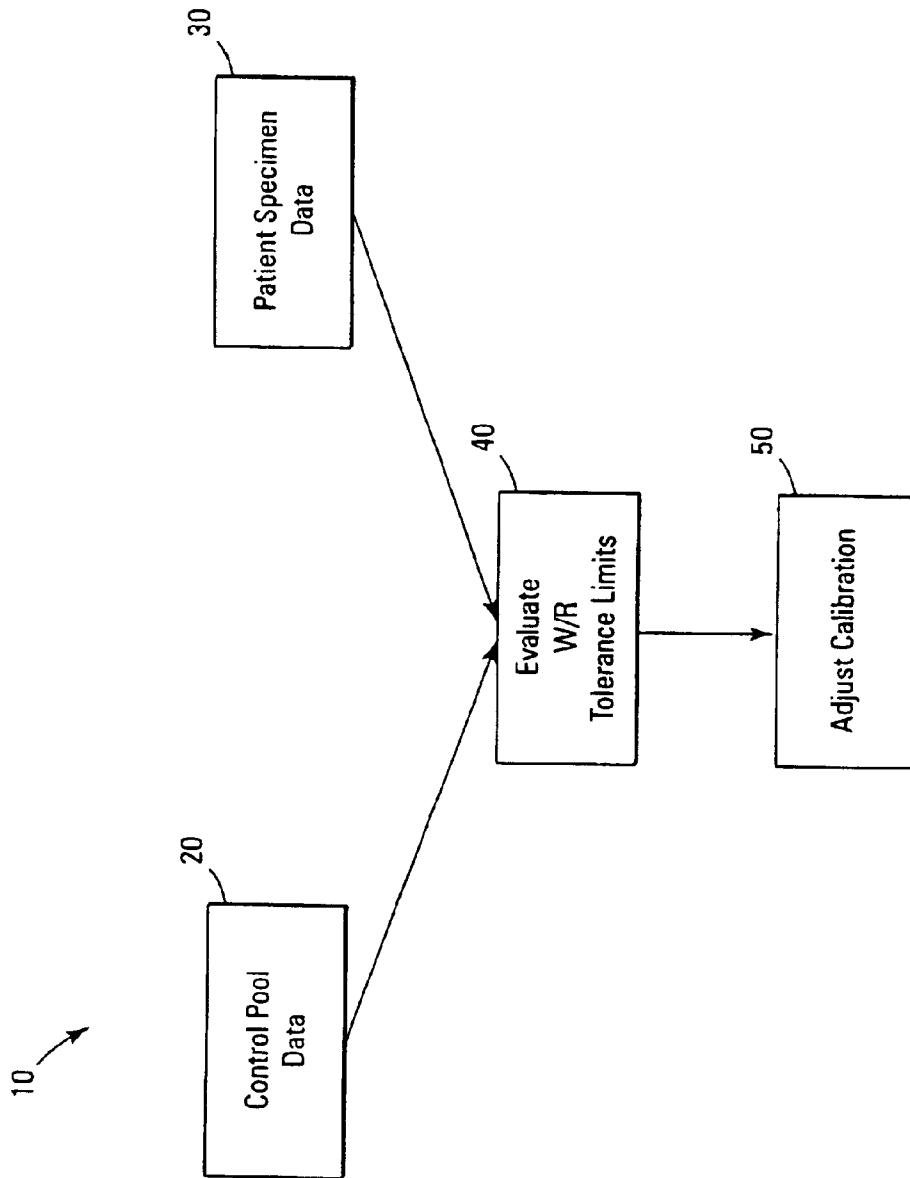 10
20
Control Pool
Data
30
Patient Specimen
Data
40
Evaluate
W/R
Tolerance Limits
50
Adjust Calibration